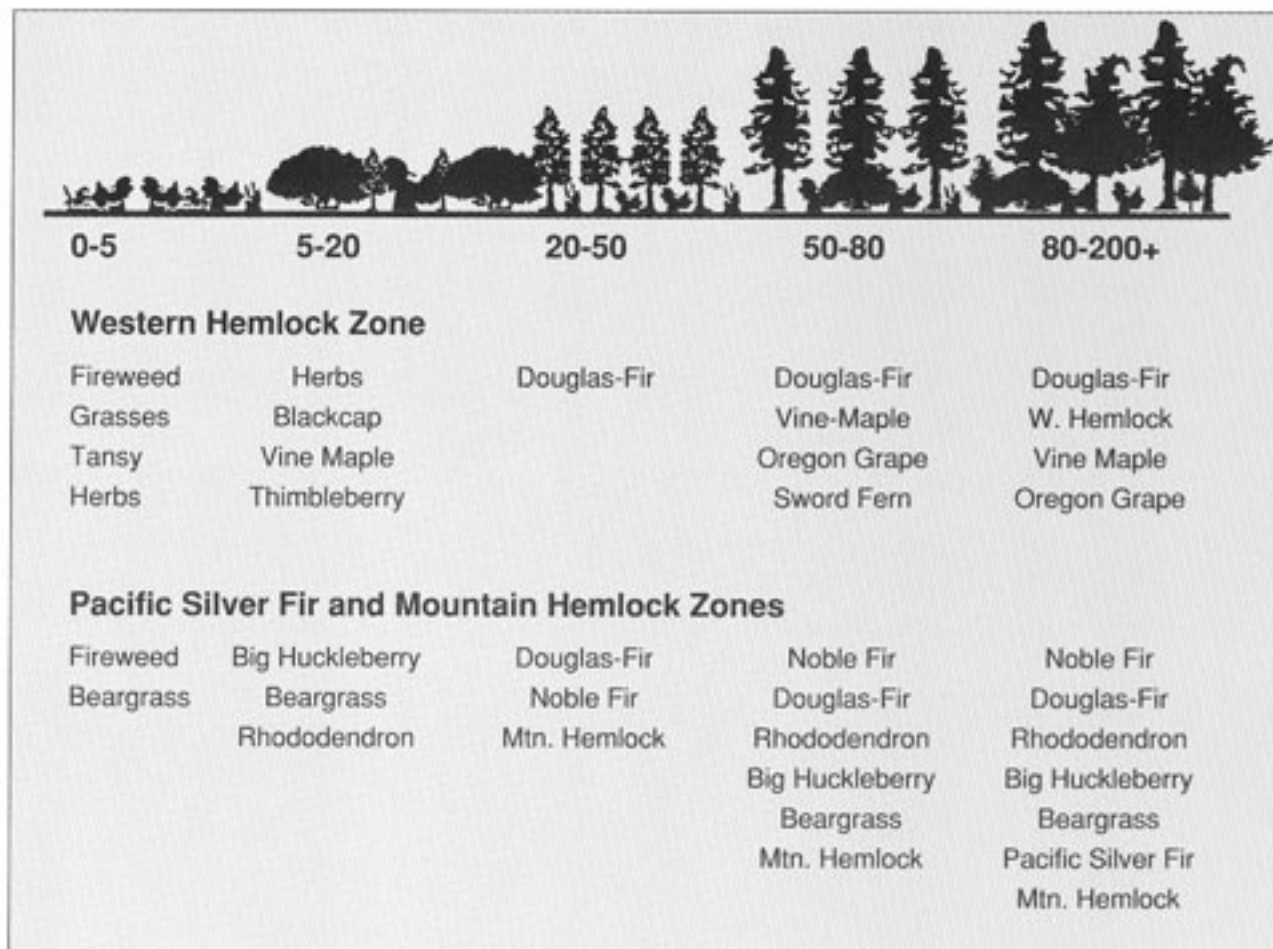 0-5 5-20 20-50 50-80 80-200+
Western Hemlock Zone
Fireweed Herbs Douglas-Fir Douglas-Fir Douglas-Fir
Grasses Blackcap Vine-Maple W. Hemlock
Tansy Vine Maple Oregon Grape Vine Maple
Herbs Thimbleberry Sword Fern Oregon Grape
Pacific Silver Fir and Mountain Hemlock Zones
Fireweed Big Huckleberry Douglas-Fir Noble Fir Noble Fir
Beargrass Beargrass Noble Fir Douglas-Fir Douglas-Fir
Rhododendron Mtn. Hemlock Rhododendron Rhododendron
Big Huckleberry Big Huckleberry
Beargrass Beargrass
Mtn. Hemlock Pacific Silver Fir
Mtn. Hemlock